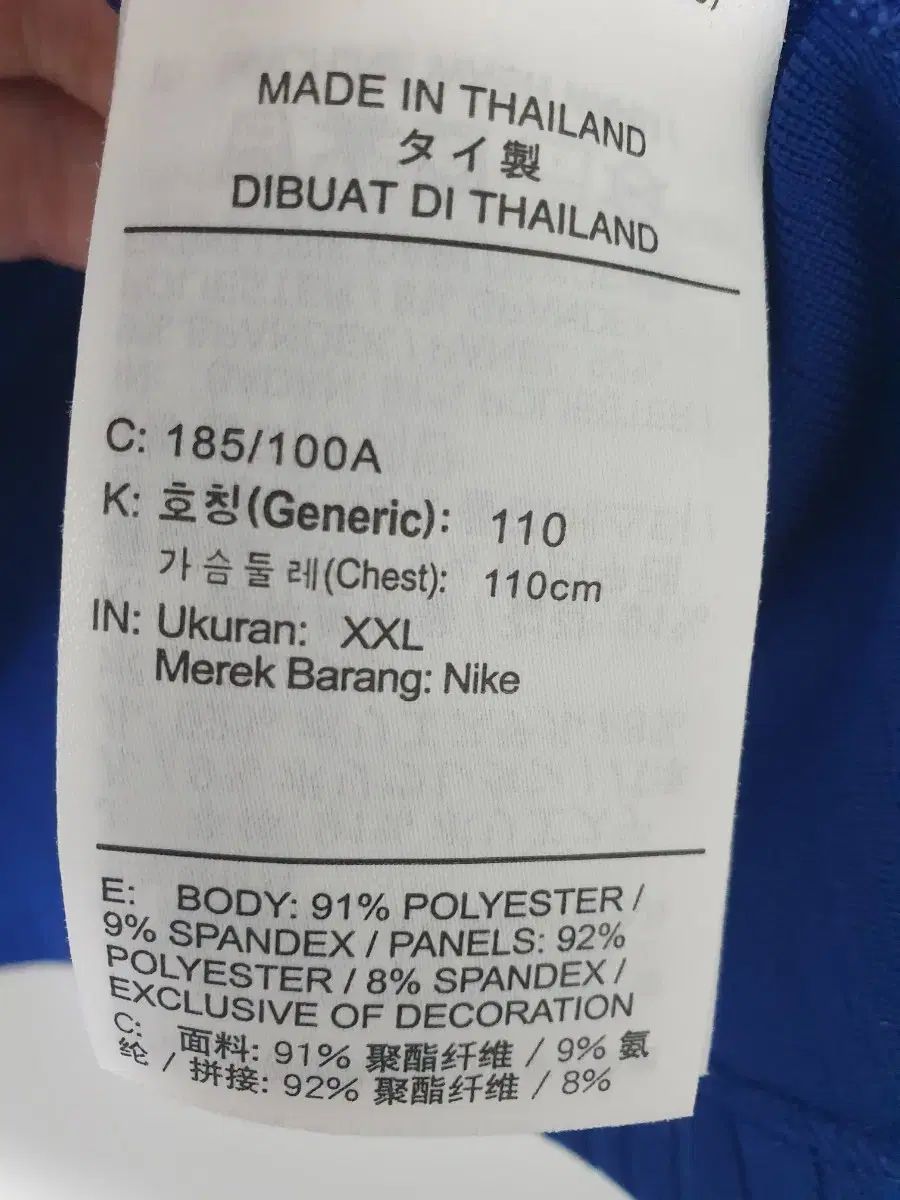 MADE IN THAILAND
タイ製
DIBUAT DI THAILAND
C: 185/100A
K: 호칭(Generic): 110
가슴둘레(Chest): 110cm
IN: Ukuran: XXL
Merek Barang: Nike
E: BODY: 91% POLYESTER /
9% SPANDEX / PANELS: 92%
POLYESTER / 8% SPANDEX /
EXCLUSIVE OF DECORATION
C: 面料: 91% 聚酯纤维 / 9% 氨
纶 / 拼接: 92% 聚酯纤维 / 8%